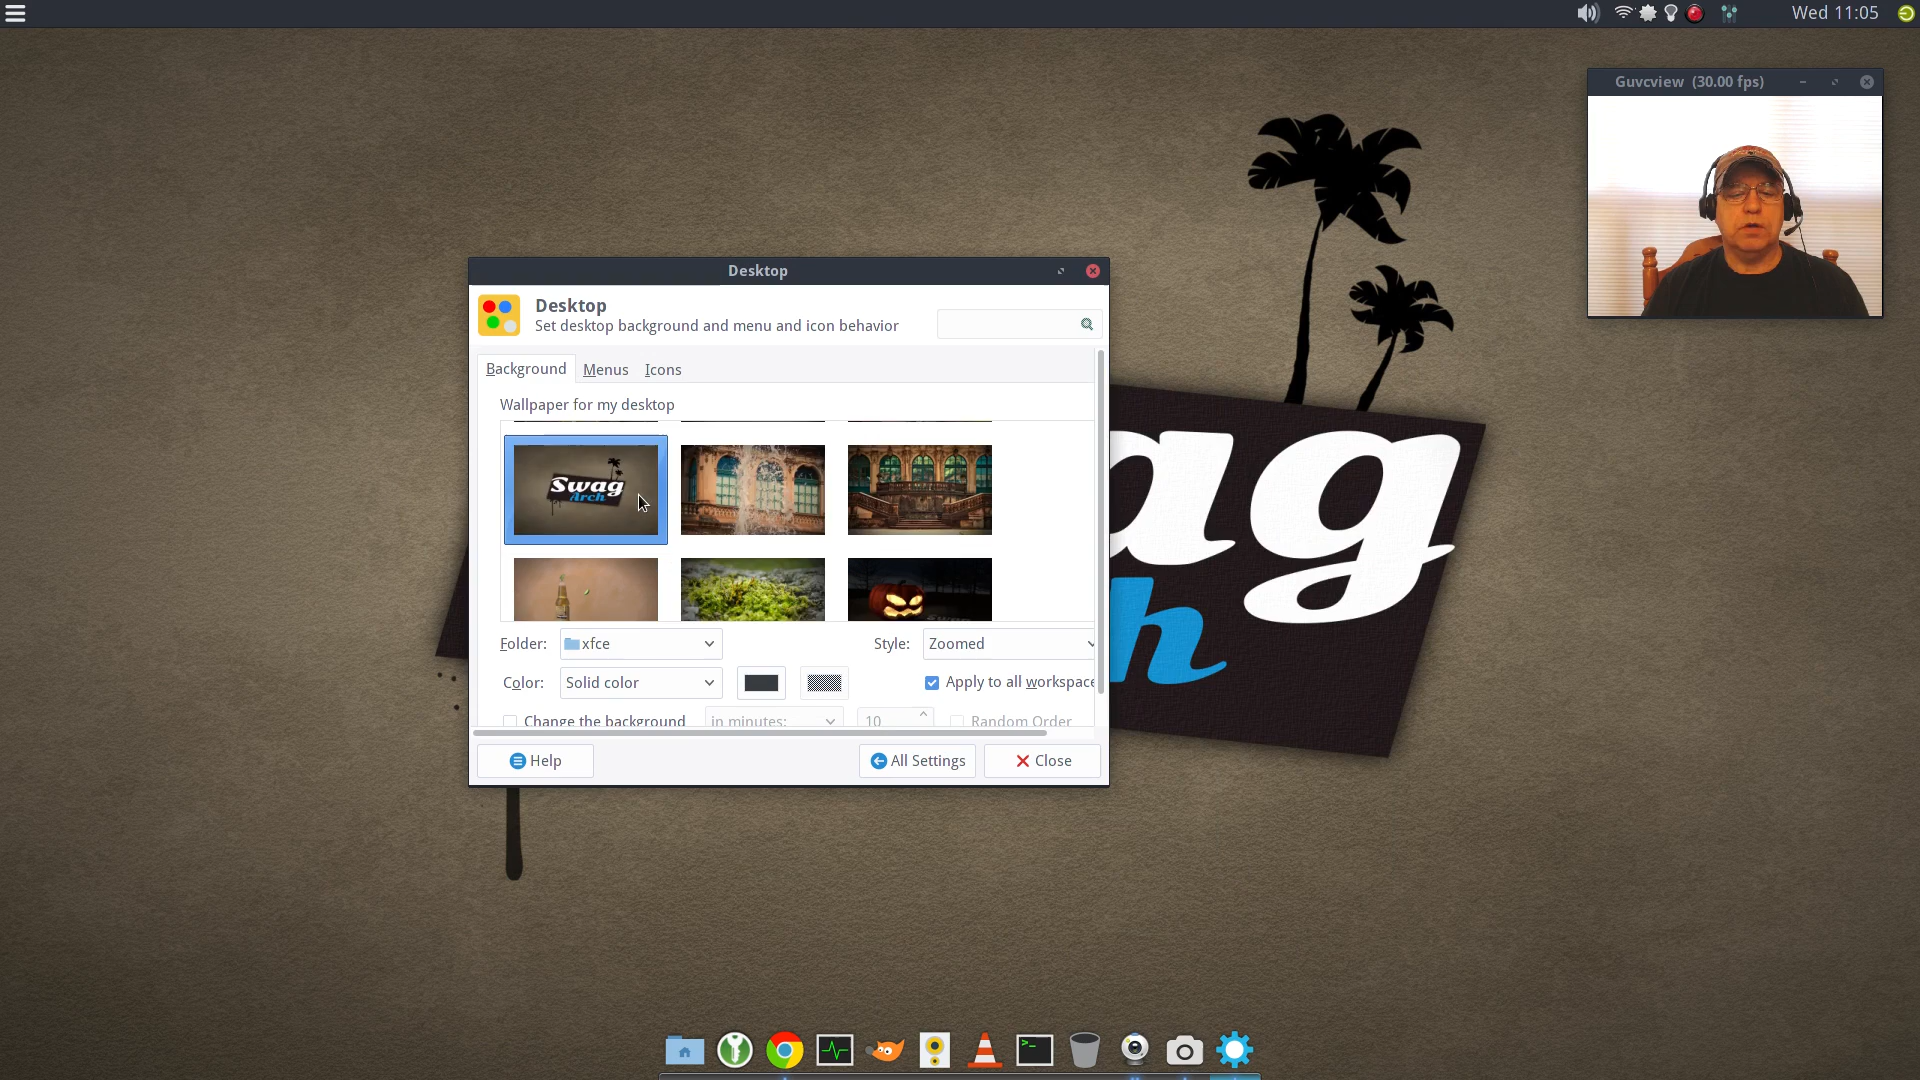 Wed 11:05
Guvcview (30.00 fps)
Desktop
Desktop
Set desktop background and menu and icon behavior
Background Menus Icons
Wallpaper for my desktop
Swag
Arch
ag
h
Folder: xfce Style: Zoomed
Color: Solid color Apply to all workspace
Change the background in minutes: 10 Random Order
Help All Settings Close
>_